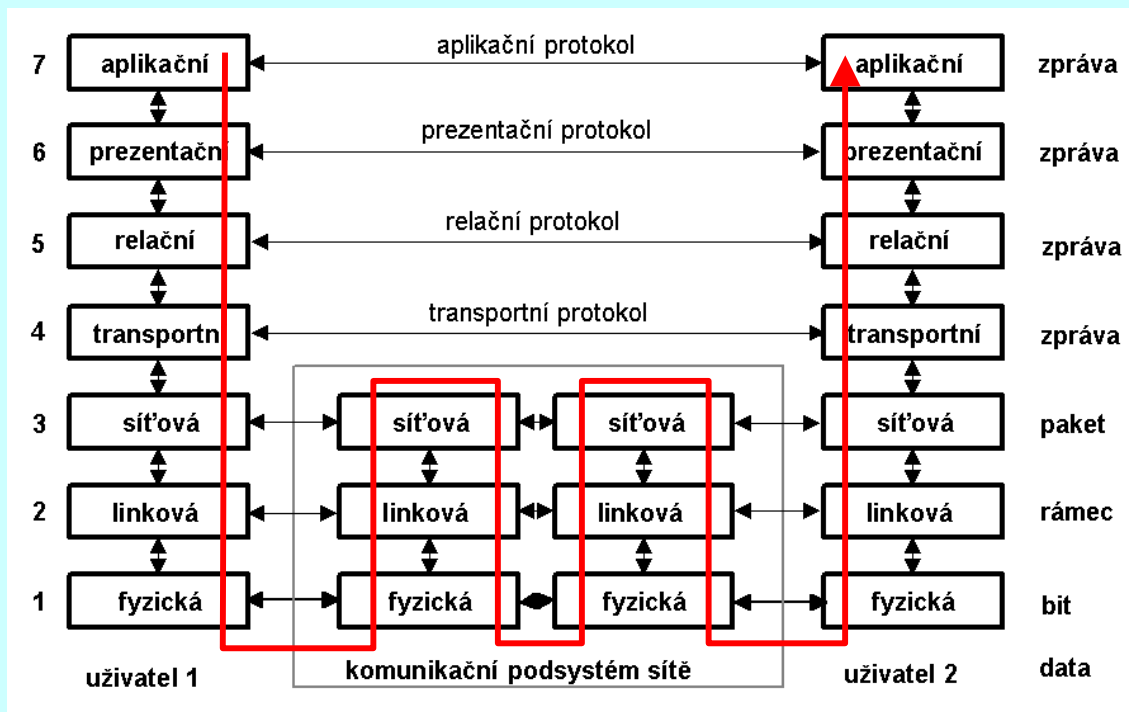 aplikační protokol
7 aplikační aplikační zpráva
prezentační protokol
6 prezentační prezentační zpráva
relační protokol
5 relační relační zpráva
transportní protokol
4 transportn transportní zpráva
3 síťová síťová síťová síťová paket
2 linková linková linková linková rámec
1 fyzická fyzická fyzická fyzická bit
uživatel 1 komunikační podsystém sítě uživatel 2 data